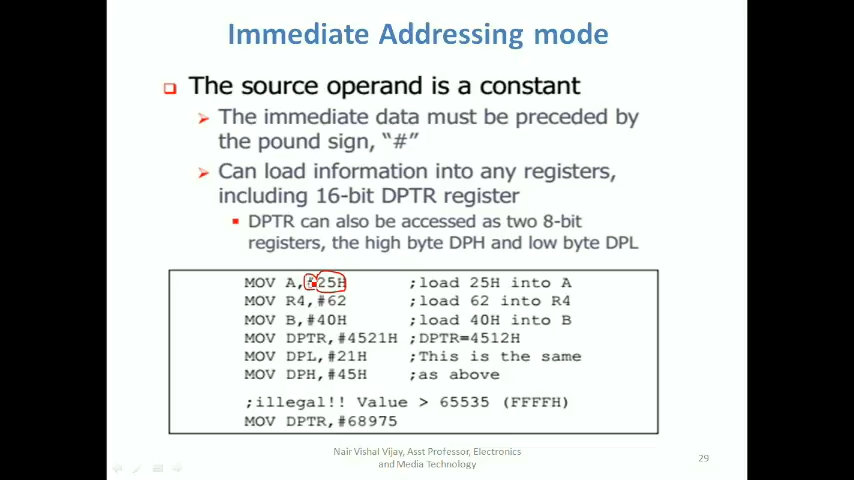 Immediate Addressing mode
The source operand is a constant
The immediate data must be preceded by
the pound sign, “#”
Can load information into any registers,
including 16-bit DPTR register
DPTR can also be accessed as two 8-bit
registers, the high byte DPH and low byte DPL
MOV A,#25H ;load 25H into A
MOV R4,#62 ;load 62 into R4
MOV B,#40H ;load 40H into B
MOV DPTR,#4521H ;DPTR=4512H
MOV DPL,#21H ;This is the same
MOV DPH,#45H ;as above
;illegal!! Value > 65535 (FFFFH)
MOV DPTR,#68975
Nair Vishal Vijay, Asst Professor, Electronics
and Media Technology
29